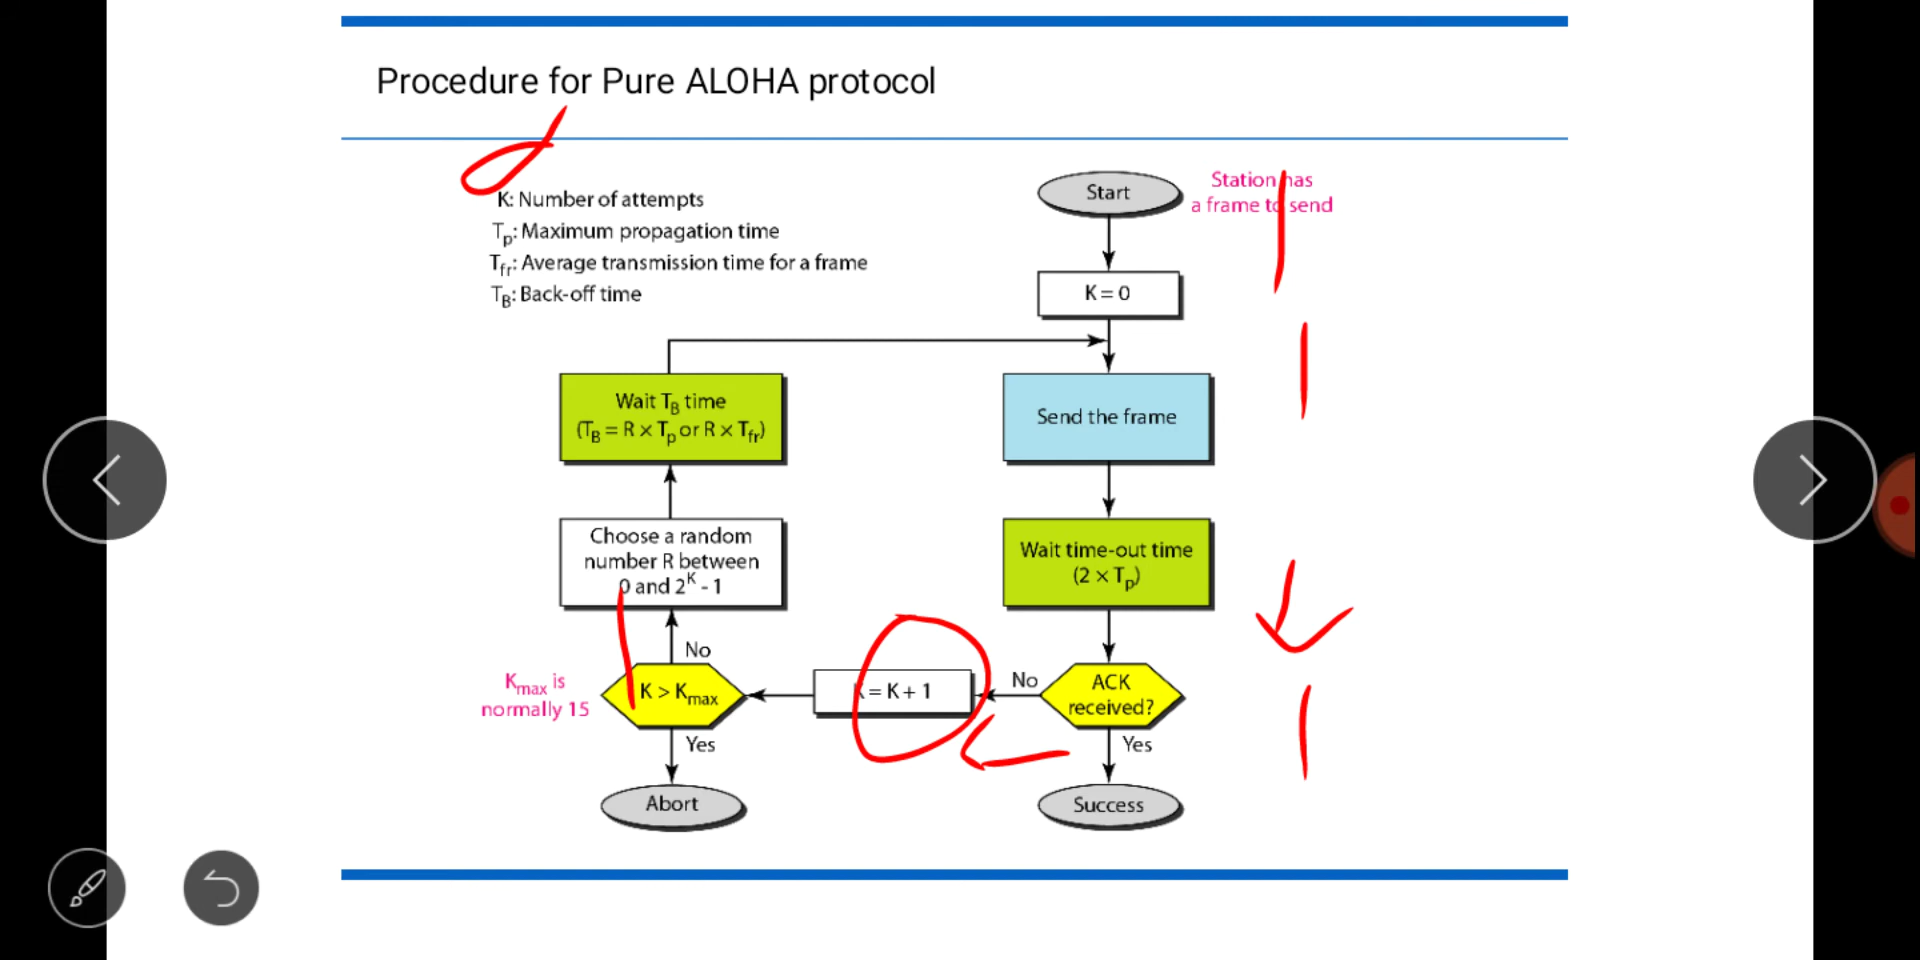 Procedure for Pure ALOHA protocol
K: Number of attempts
Tp: Maximum propagation time
Tfr: Average transmission time for a frame
TB: Back-off time
Start
Station has
a frame to send
K = 0
Wait TB time
(TB = R × Tp or R × Tfr)
Send the frame
Choose a random
number R between
0 and 2^K - 1
Wait time-out time
(2 × Tp)
No
Kmax is
normally 15
K > Kmax
K = K + 1
No
ACK
received?
Yes
Yes
Abort
Success